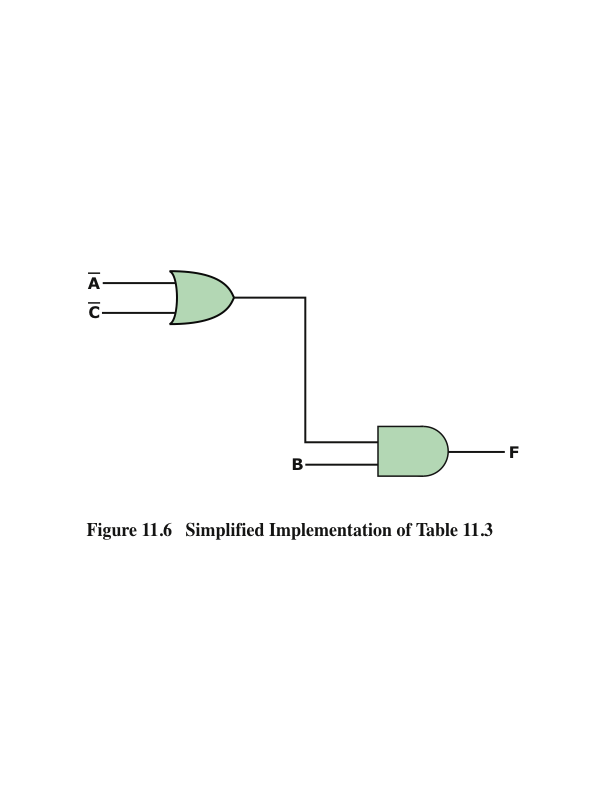 A̅
C̅
B
F
Figure 11.6 Simplified Implementation of Table 11.3